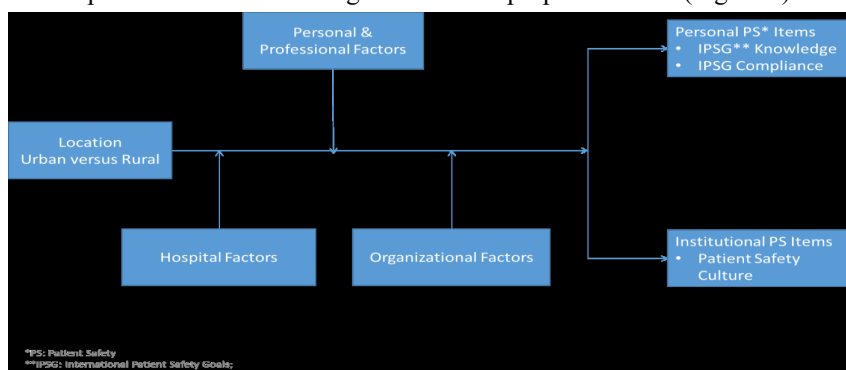 Personal &
Professional Factors
Personal PS* Items
• IPSG** Knowledge
• IPSG Compliance
Location
Urban versus Rural
Hospital Factors
Organizational Factors
Institutional PS Items
• Patient Safety
Culture
*PS: Patient Safety
**IPSG: International Patient Safety Goals;